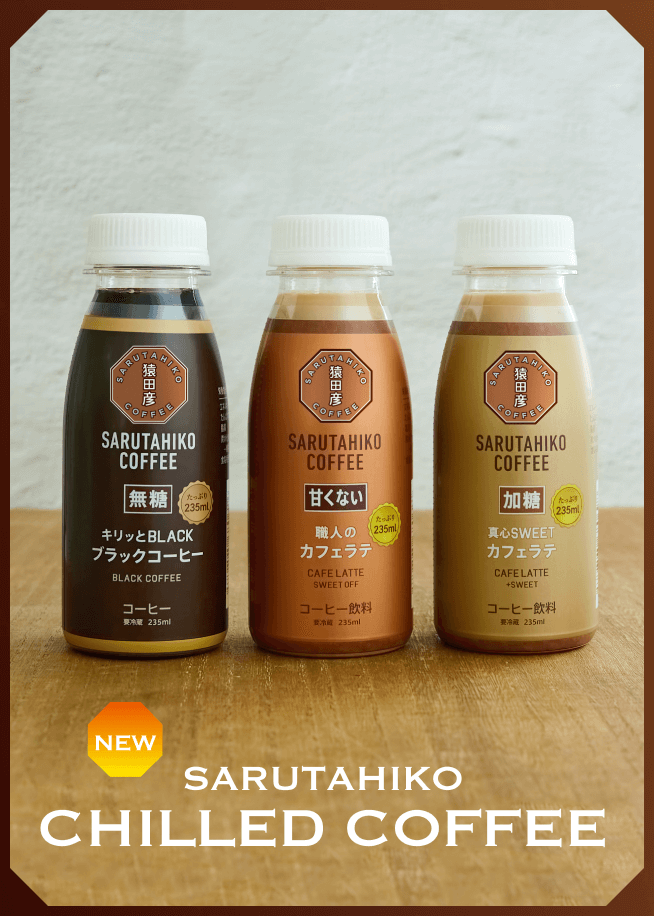 SARUTAHIKO
猿田彦
COFFEE
SARUTAHIKO
COFFEE
無糖
たっぷり
235ml
キリッとBLACK
ブラックコーヒー
BLACK COFFEE
コーヒー
要冷蔵 235ml
SARUTAHIKO
猿田彦
COFFEE
SARUTAHIKO
COFFEE
甘くない
たっぷり
235ml
職人の
カフェラテ
CAFE LATTE
SWEET OFF
コーヒー飲料
要冷蔵 235ml
SARUTAHIKO
猿田彦
COFFEE
SARUTAHIKO
COFFEE
加糖
たっぷり
235ml
真心SWEET
カフェラテ
CAFE LATTE
+SWEET
コーヒー飲料
要冷蔵 235ml
NEW
SARUTAHIKO
CHILLED COFFEE